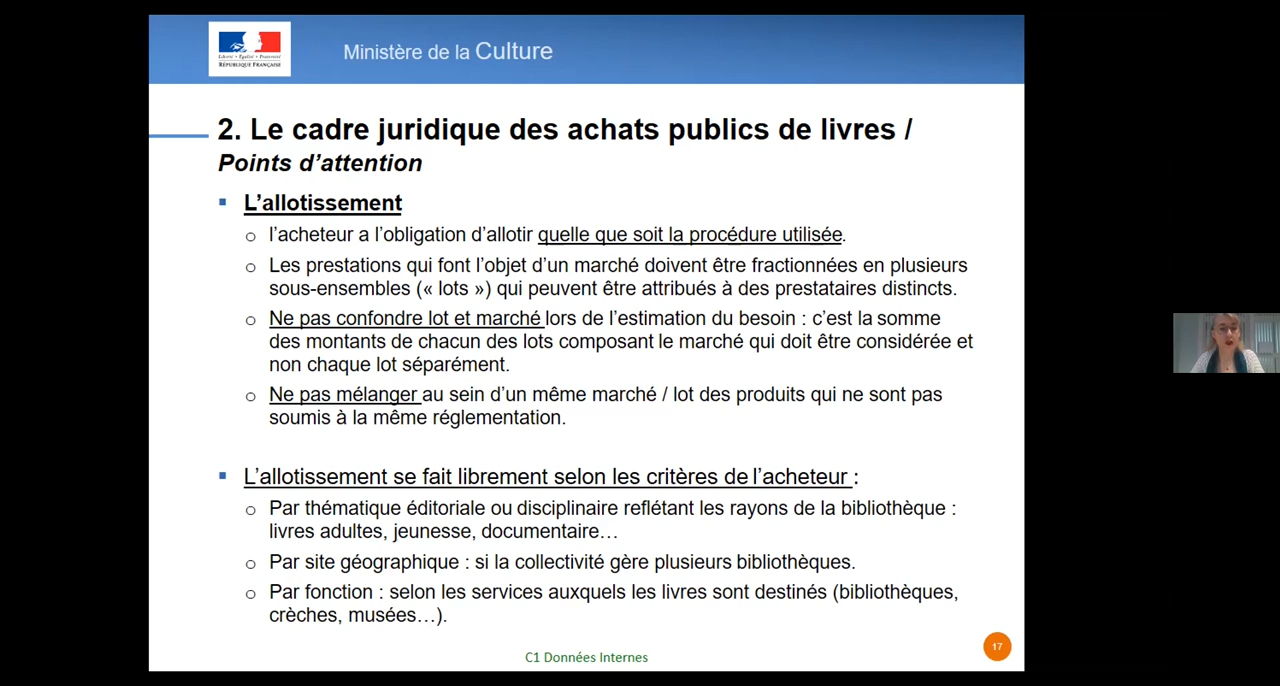 Liberté • Égalité • Fraternité
RÉPUBLIQUE FRANÇAISE
Ministère de la Culture
2. Le cadre juridique des achats publics de livres /
Points d’attention
L’allotissement
l’acheteur a l’obligation d’allotir quelle que soit la procédure utilisée.
Les prestations qui font l’objet d’un marché doivent être fractionnées en plusieurs
sous-ensembles (« lots ») qui peuvent être attribués à des prestataires distincts.
Ne pas confondre lot et marché lors de l’estimation du besoin : c’est la somme
des montants de chacun des lots composant le marché qui doit être considérée et
non chaque lot séparément.
Ne pas mélanger au sein d’un même marché / lot des produits qui ne sont pas
soumis à la même réglementation.
L’allotissement se fait librement selon les critères de l’acheteur :
Par thématique éditoriale ou disciplinaire reflétant les rayons de la bibliothèque :
livres adultes, jeunesse, documentaire…
Par site géographique : si la collectivité gère plusieurs bibliothèques.
Par fonction : selon les services auxquels les livres sont destinés (bibliothèques,
crèches, musées…).
C1 Données Internes
17